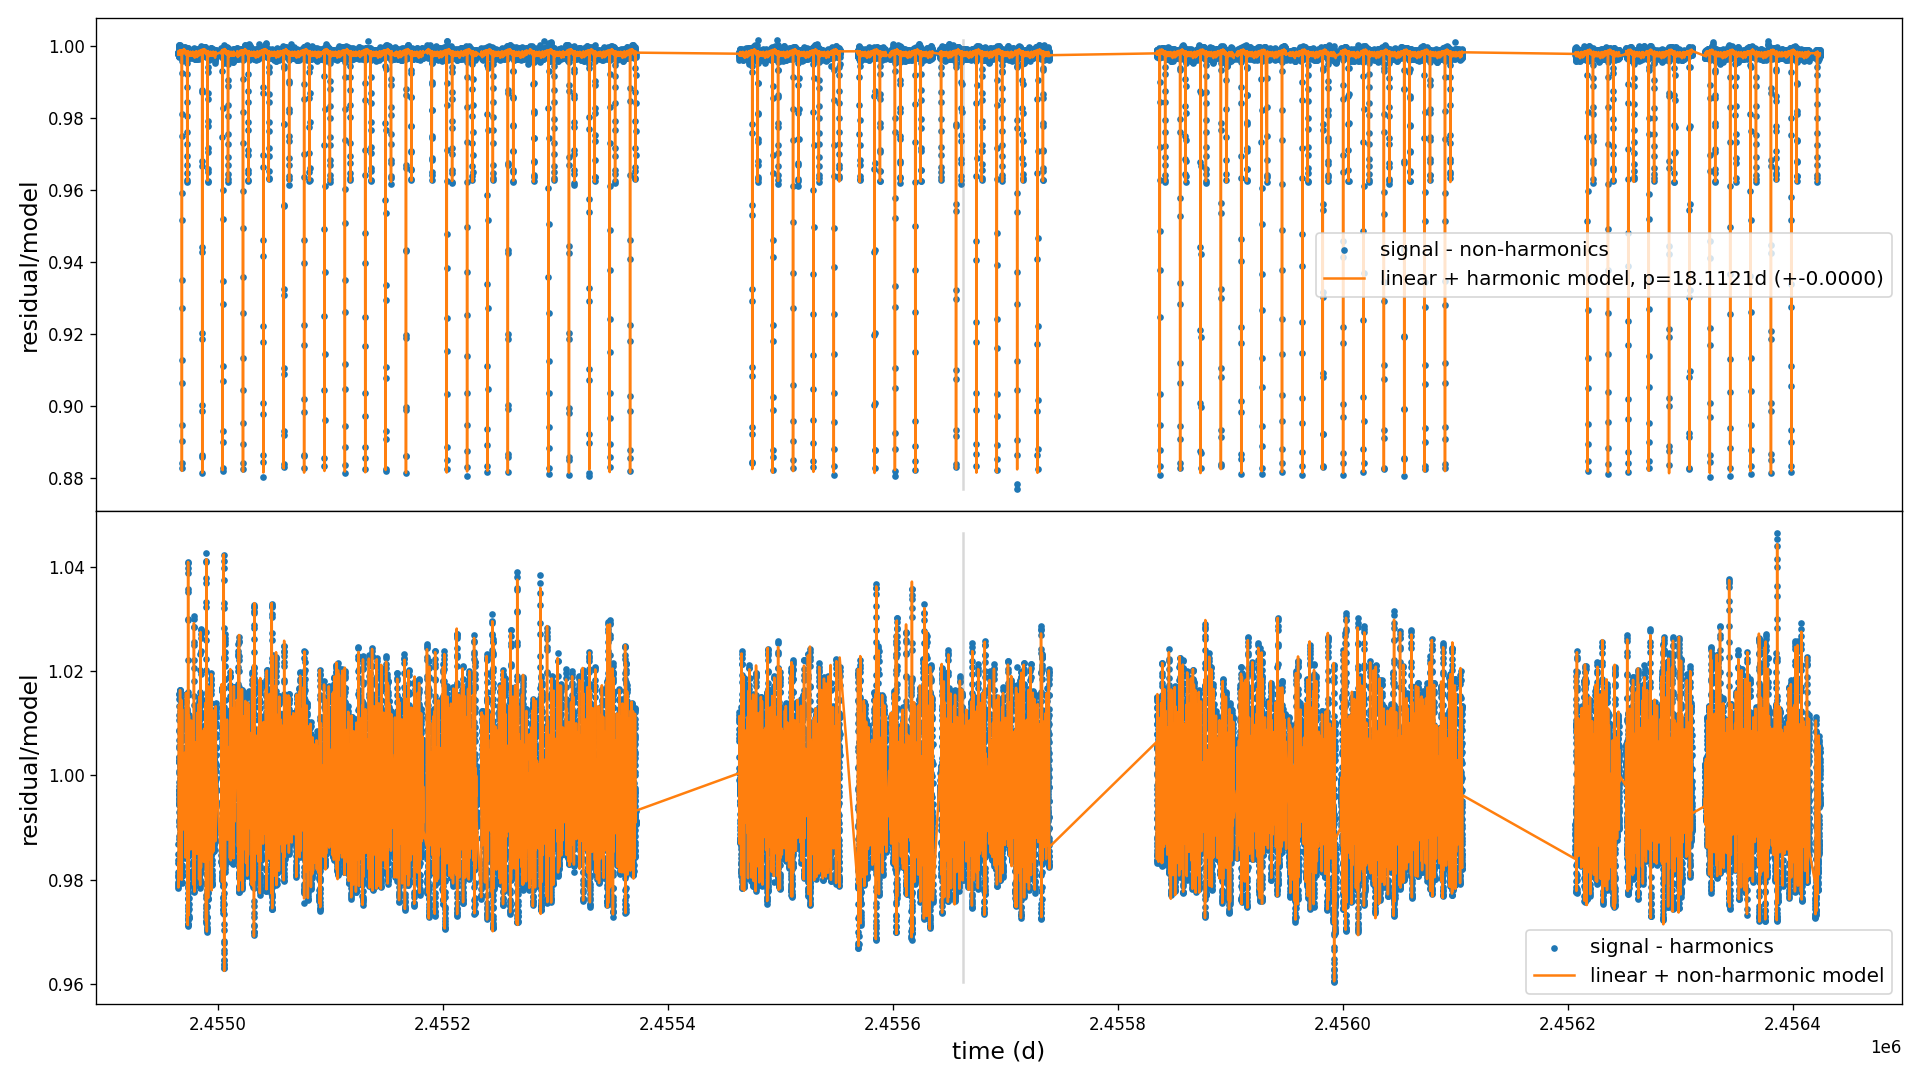 1.00
0.98
0.96
0.94
0.92
0.90
0.88
residual/model
signal - non-harmonics
linear + harmonic model, p=18.1121d (+-0.0000)
1.04
1.02
1.00
0.98
0.96
residual/model
signal - harmonics
linear + non-harmonic model
2.4550
2.4552
2.4554
2.4556
2.4558
2.4560
2.4562
2.4564
time (d)
1e6